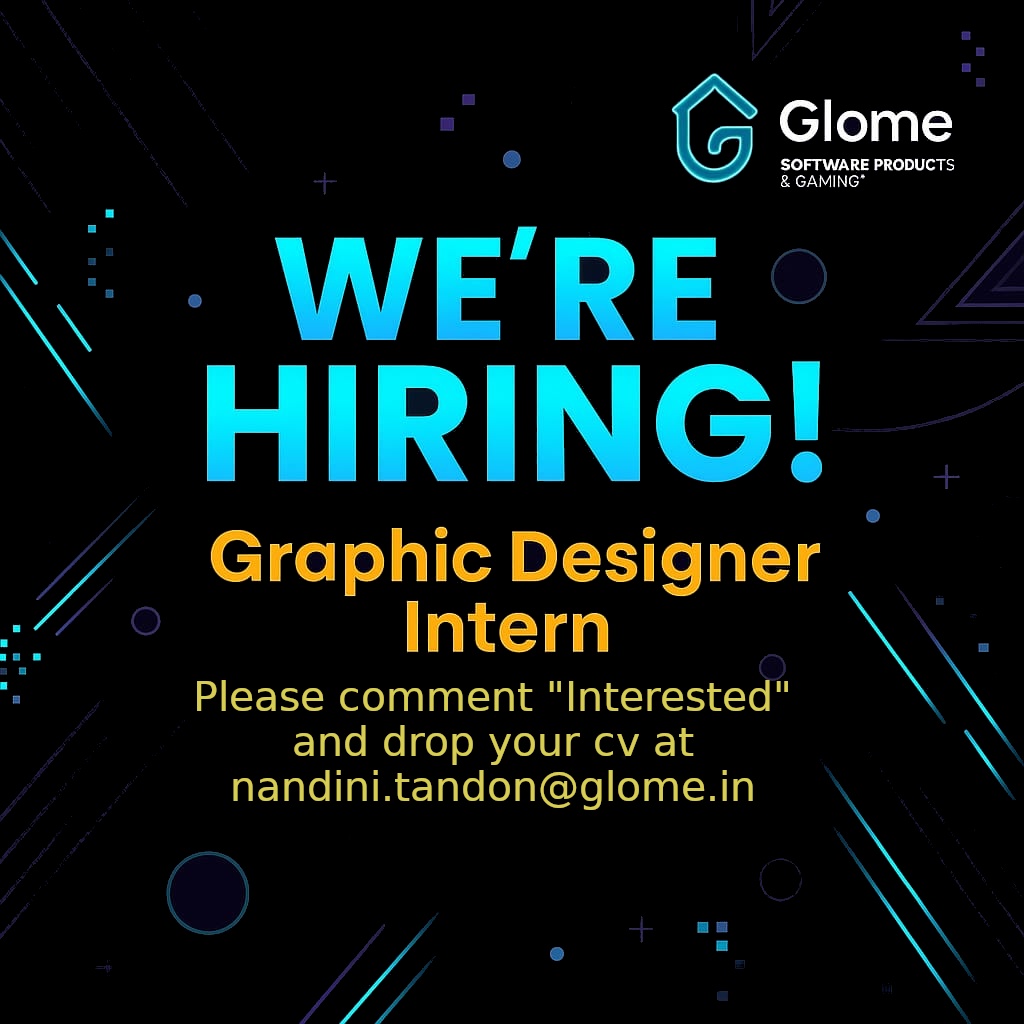 Glome
SOFTWARE PRODUCTS
& GAMING*
WE’RE
HIRING!
Graphic Designer
Intern
Please comment "Interested"
and drop your cv at
nandini.tandon@glome.in